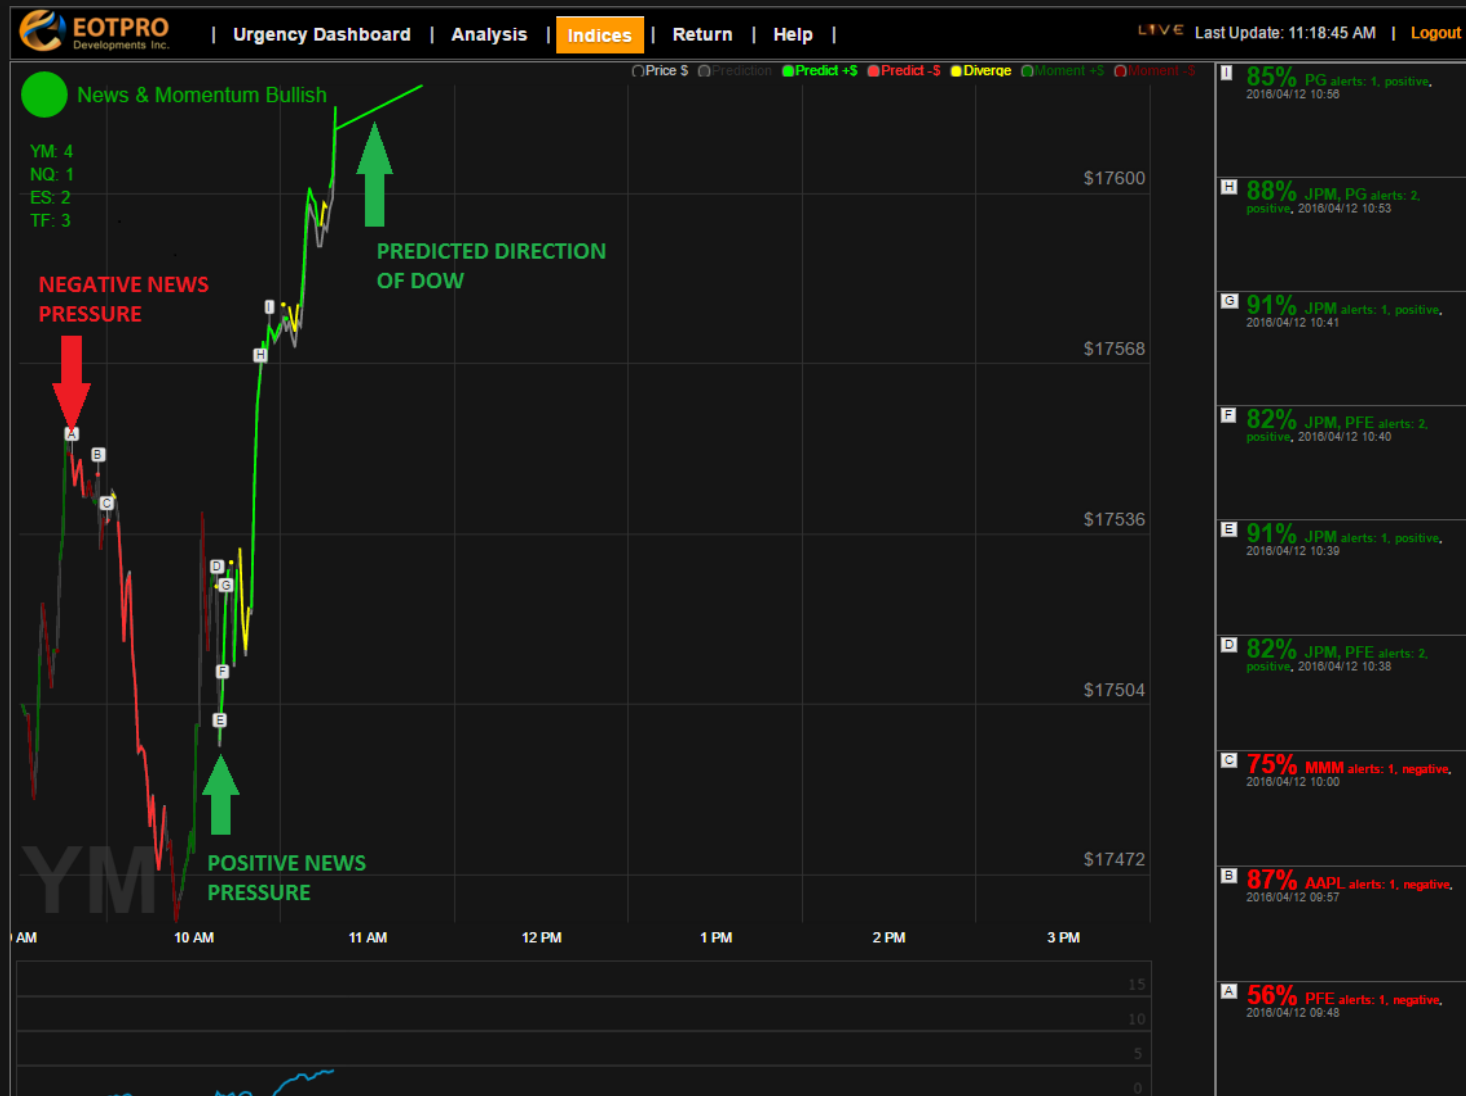 EOTPRO
Developments Inc.
| Urgency Dashboard | Analysis | Indices | Return | Help |
LIVE Last Update: 11:18:45 AM | Logout
Price $ Prediction Predict +$ Predict -$ Diverge Moment +$ Moment -$
News & Momentum Bullish
YM: 4
NQ: 1
ES: 2
TF: 3
NEGATIVE NEWS
PRESSURE
PREDICTED DIRECTION
OF DOW
POSITIVE NEWS
PRESSURE
A
B
C
D
E
F
G
H
I
$17600
$17568
$17536
$17504
$17472
YM
AM 10 AM 11 AM 12 PM 1 PM 2 PM 3 PM
15
10
5
0
I 85% PG alerts: 1, positive,
2016/04/12 10:56
H 88% JPM, PG alerts: 2,
positive, 2016/04/12 10:53
G 91% JPM alerts: 1, positive,
2016/04/12 10:41
F 82% JPM, PFE alerts: 2,
positive, 2016/04/12 10:40
E 91% JPM alerts: 1, positive,
2016/04/12 10:39
D 82% JPM, PFE alerts: 2,
positive, 2016/04/12 10:38
C 75% MMM alerts: 1, negative,
2016/04/12 10:00
B 87% AAPL alerts: 1, negative,
2016/04/12 09:57
A 56% PFE alerts: 1, negative,
2016/04/12 09:48